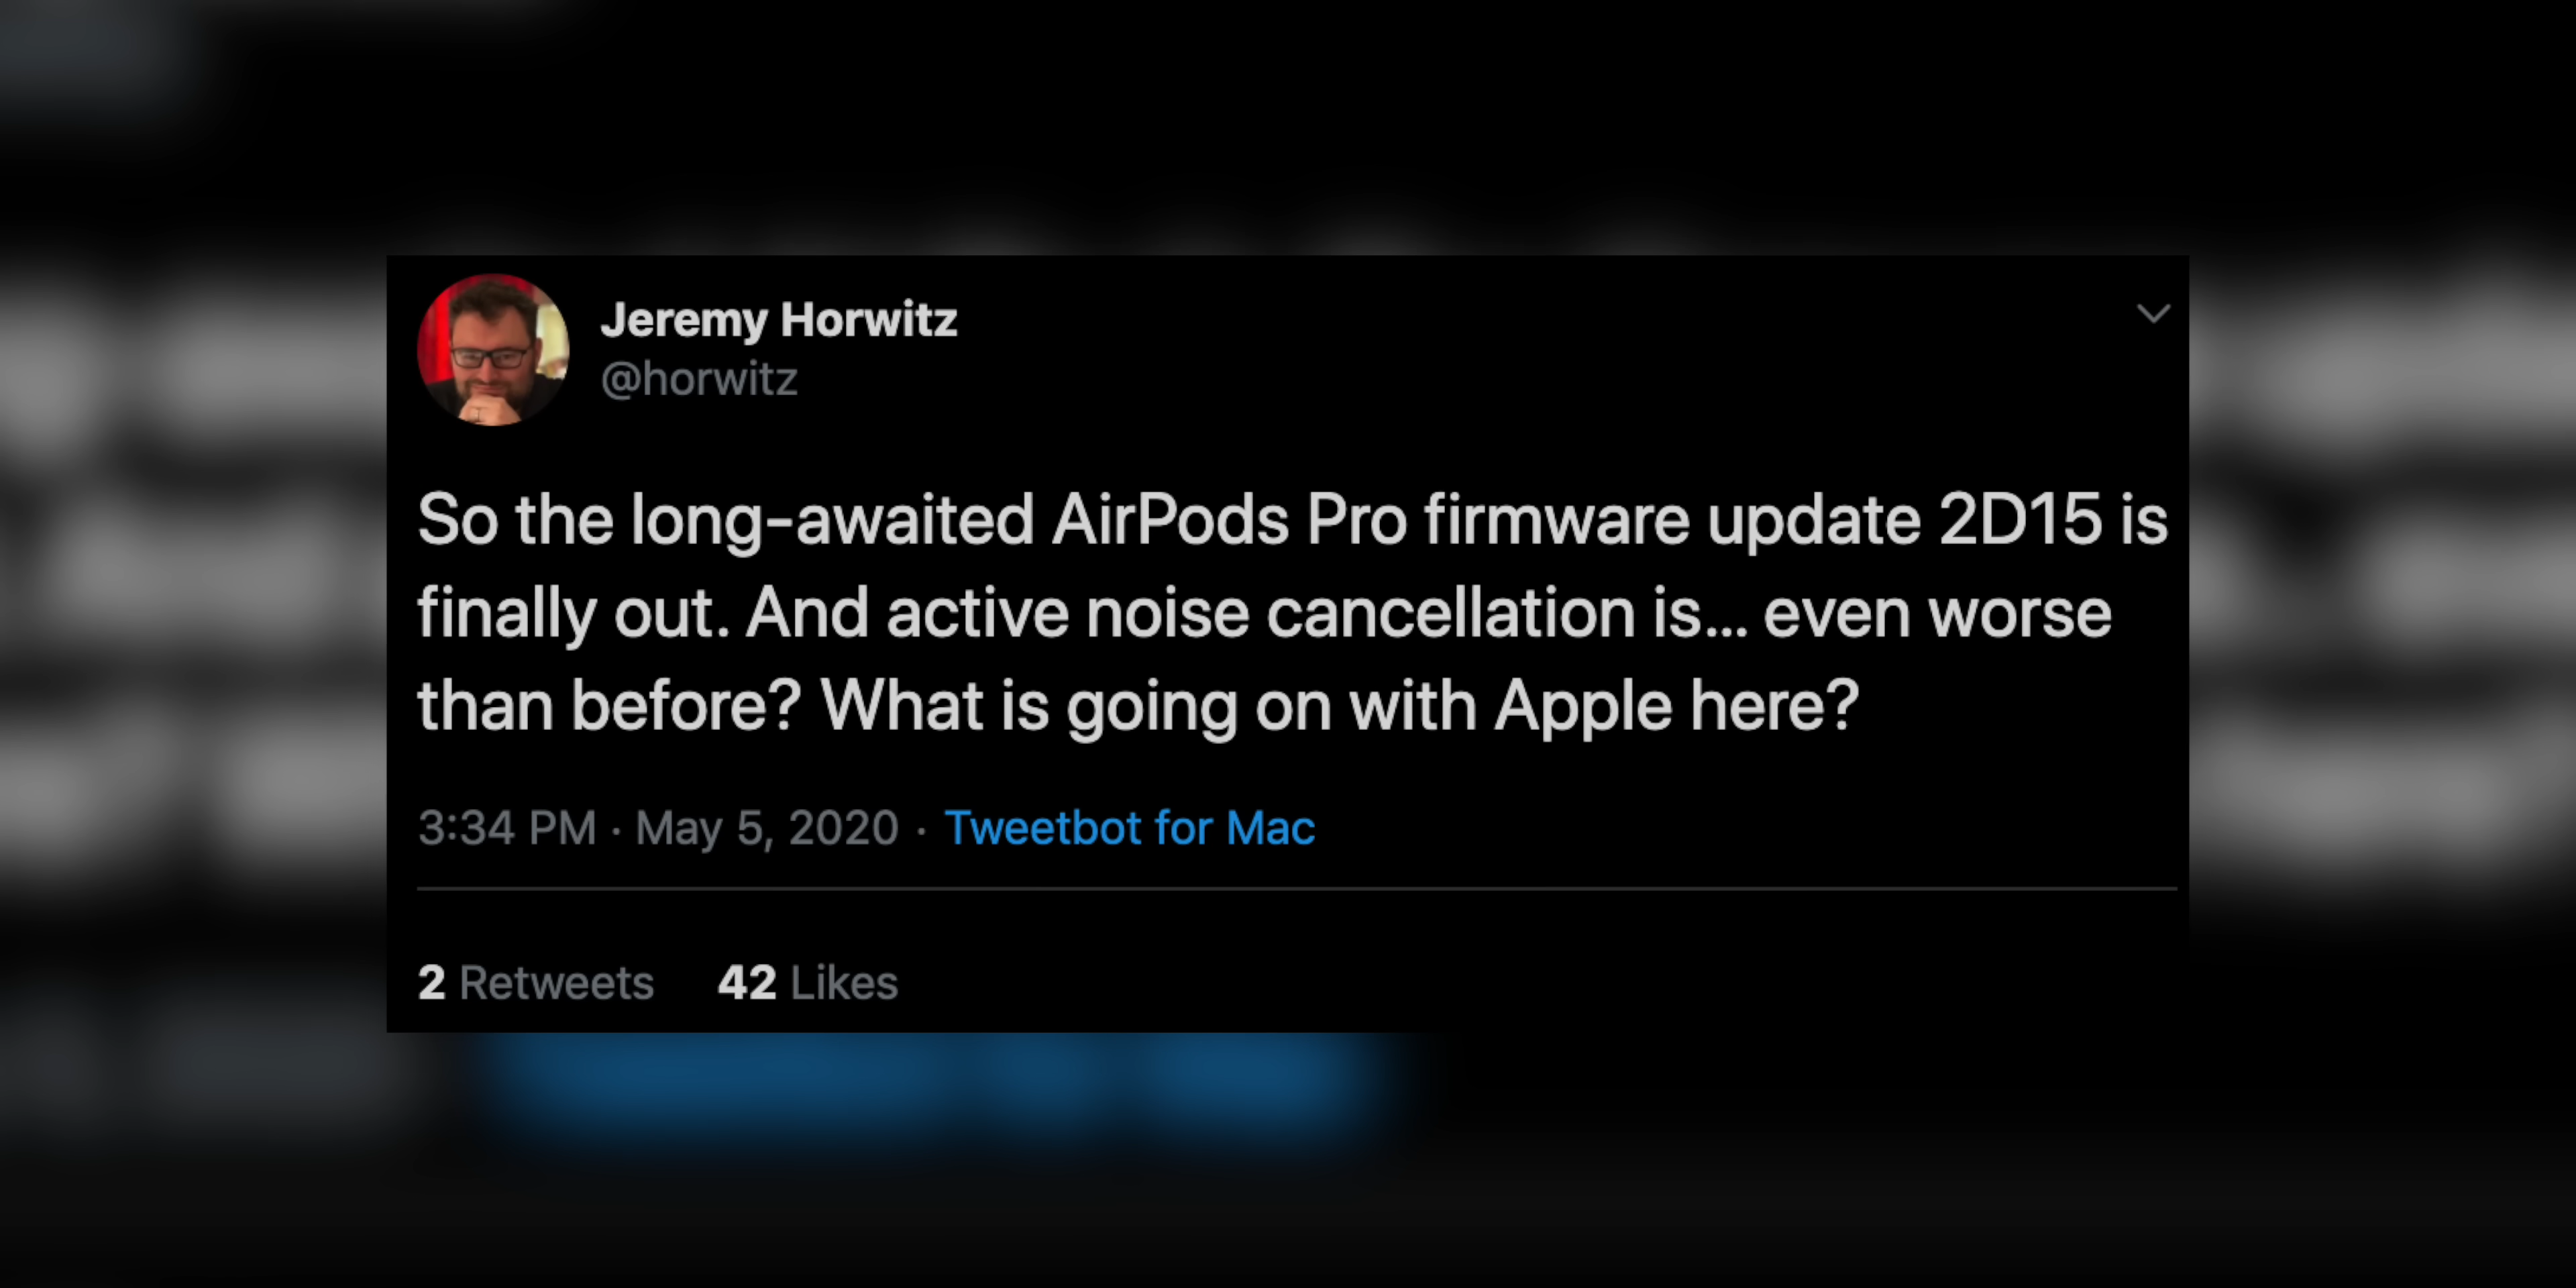 Jeremy Horwitz
@horwitz
So the long-awaited AirPods Pro firmware update 2D15 is
finally out. And active noise cancellation is... even worse
than before? What is going on with Apple here?
3:34 PM · May 5, 2020 · Tweetbot for Mac
2 Retweets 42 Likes